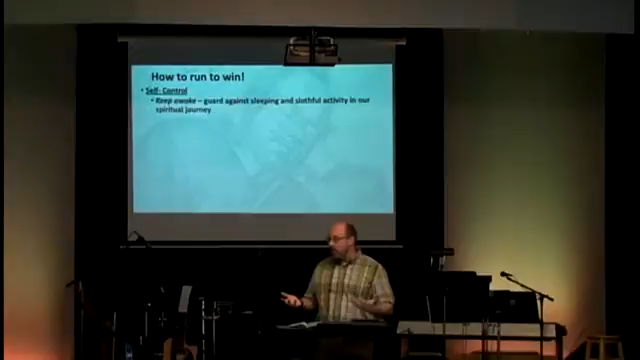 How to run to win!
• Self- Control
• Keep awake – guard against sleeping and slothful activity in our
spiritual journey